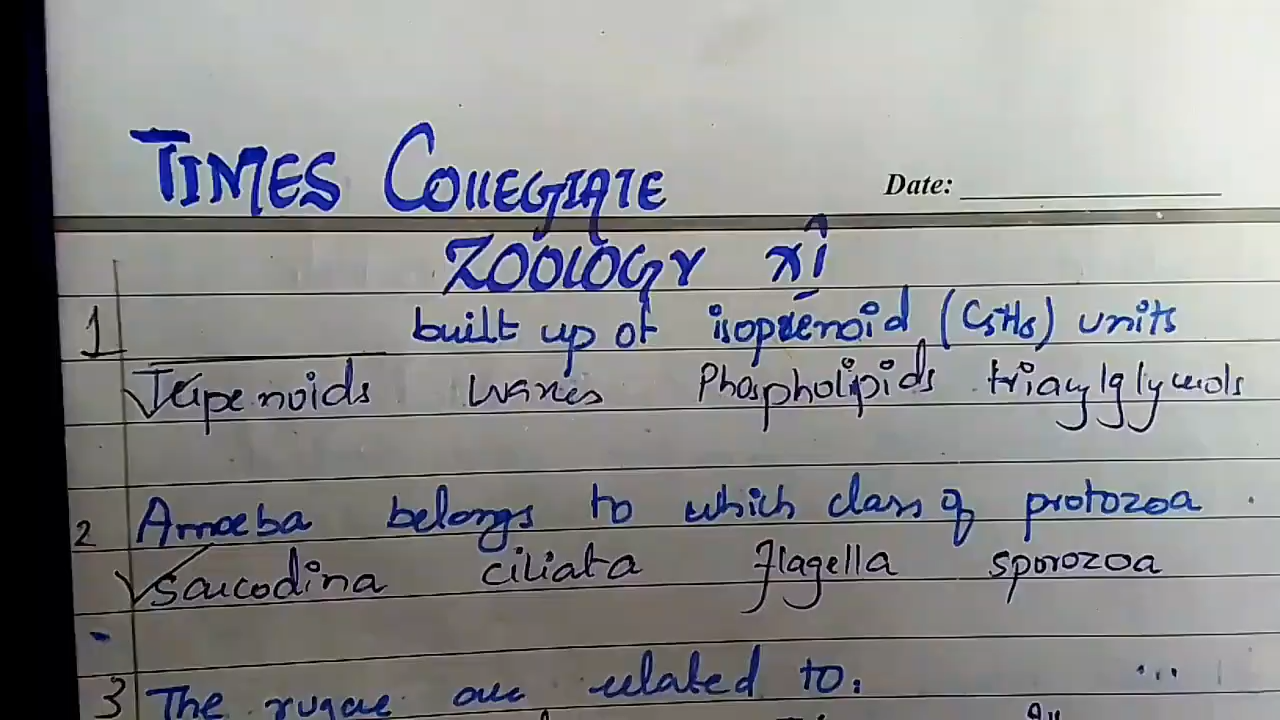 TIMES COllEGIATE
Date:
ZOOlOGY XI
1 ________ built up of isoprenoid (C5H8) units
Terpenoids waxes Phospholipids triacylglycerols
2 Amoeba belongs to which class of protozoa
Sarcodina ciliata flagella sporozoa
3 The rugae are related to: